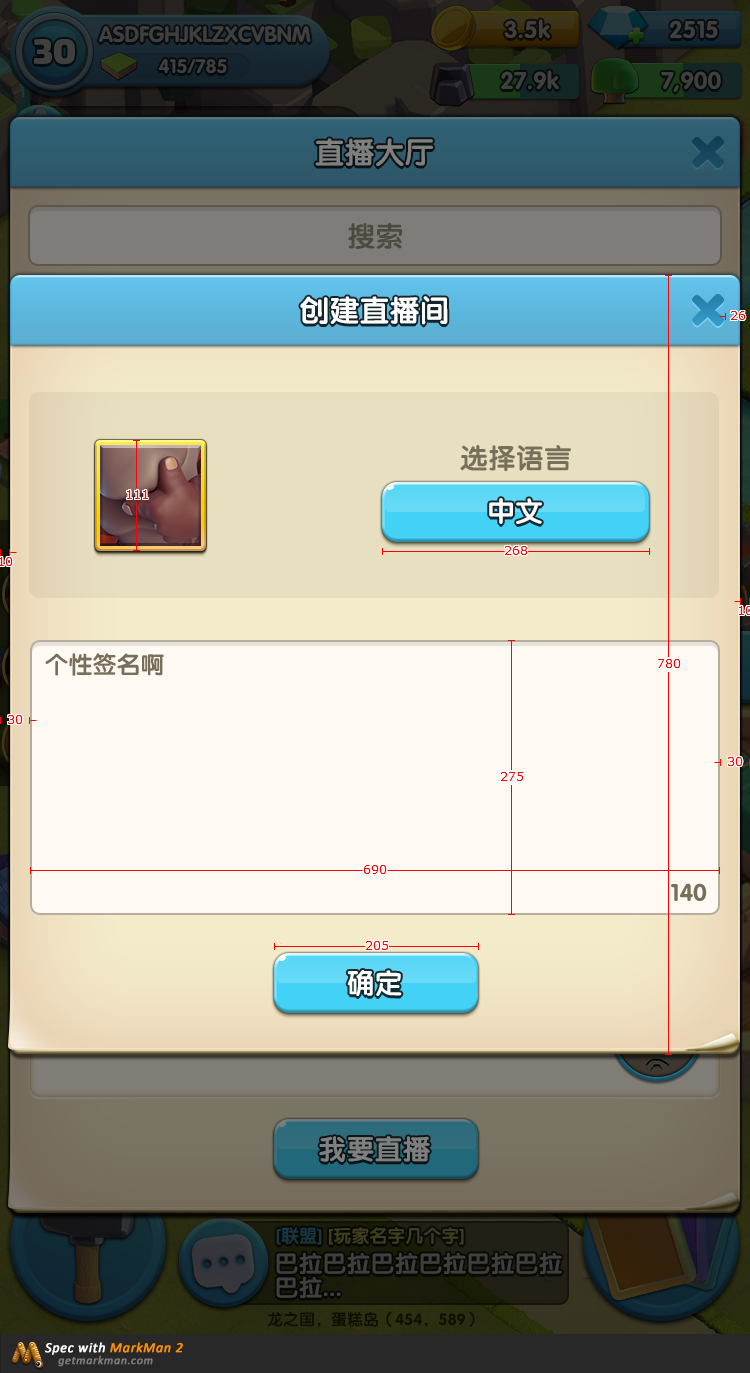 30
ASDFGHJKLZXCVBNM
415/785
3.5k
2515
27.9k
7,900
直播大厅
搜索
创建直播间
26
选择语言
111
中文
268
10
10
个性签名啊
780
30
30
275
690
140
205
确定
我要直播
[联盟] [玩家名字几个字]
巴拉巴拉巴拉巴拉巴拉巴拉
巴拉...
龙之国，蛋糕岛（454，589）
Spec with MarkMan 2
getmarkman.com